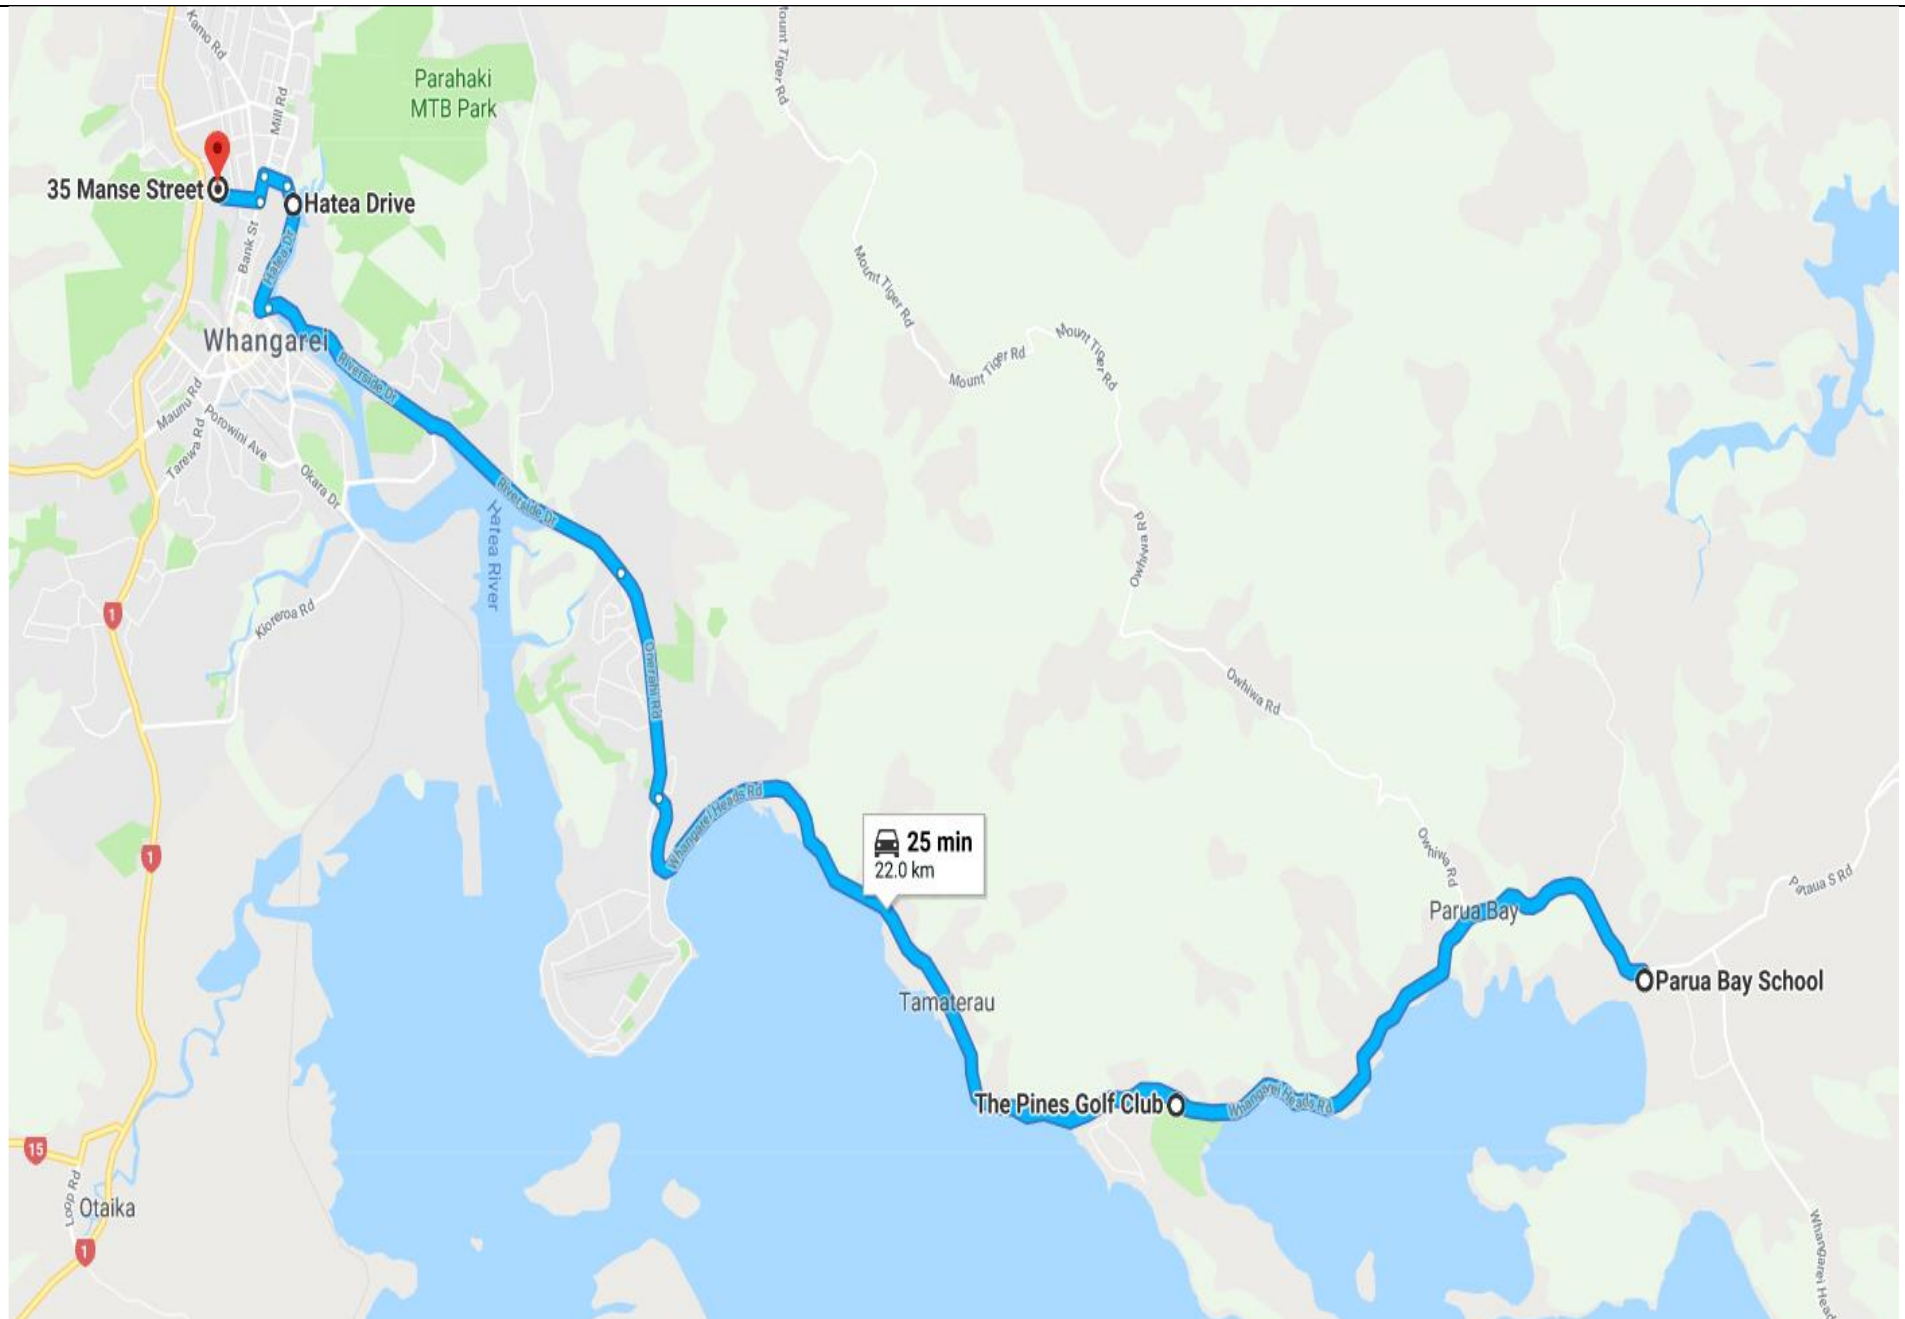 Kamo Rd
Mount Tiger Rd
Parahaki
MTB Park
Mill Rd
35 Manse Street
Hatea Drive
Bank St
Hatea Dr
Mount Tiger Rd
Whangarei
Mount Tiger Rd
Mount Tiger Rd
Riverside Dr
Maunu Rd
Porowini Ave
Tarewa Rd
Okara Dr
Riverside Dr
Hatea River
Owhiwa Rd
1
Kioreroa Rd
Onerahi Rd
Owhiwa Rd
Whangarei Heads Rd
25 min
22.0 km
1
Owhiwa Rd
Pataua S Rd
Parua Bay
Parua Bay School
Tamaterau
The Pines Golf Club
Whangarei Heads Rd
15
Loop Rd
Otaika
1
Whangarei Head